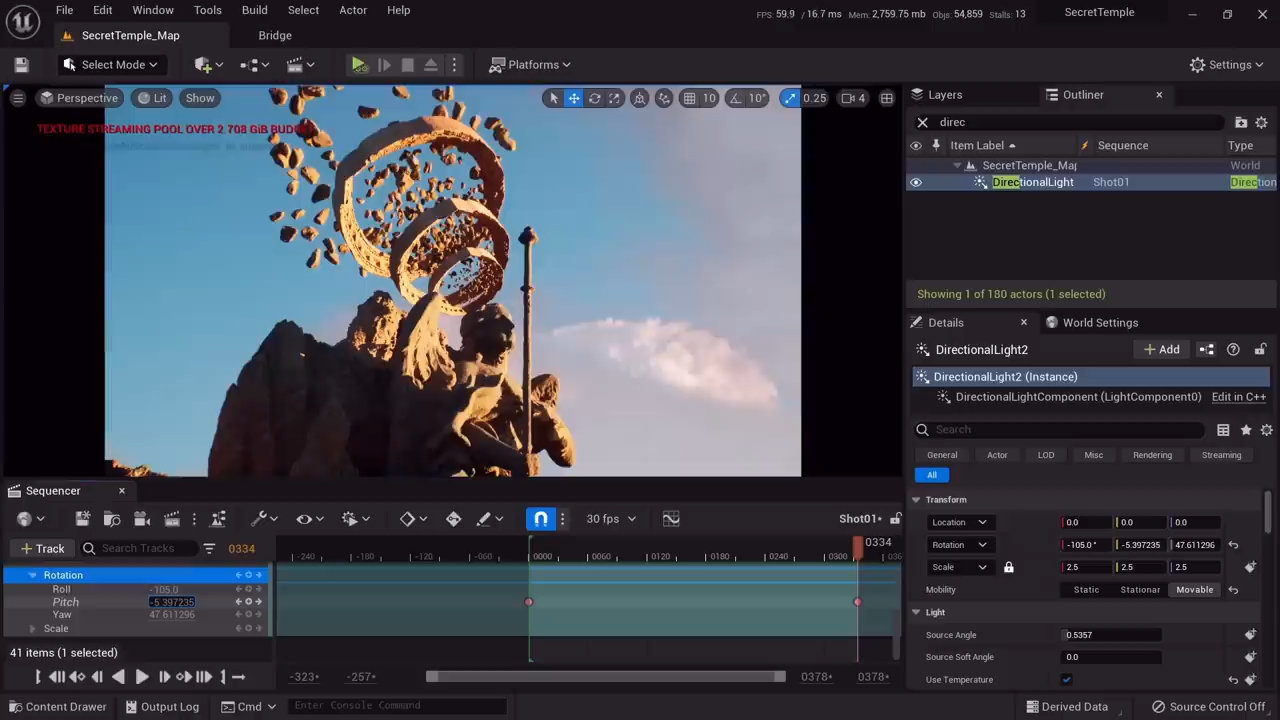 File Edit Window Tools Build Select Actor Help
FPS: 59.9 / 16.7 ms Mem: 2,759.75 mb Objs: 54,859 Stalls: 13
SecretTemple
SecretTemple_Map
Bridge
Select Mode
Platforms
Settings
Perspective Lit Show
10 10° 0.25 4
TEXTURE STREAMING POOL OVER 2.708 GiB BUDGET
Layers Outliner
direc
Item Label Sequence Type
SecretTemple_Map World
DirectionalLight Shot01 Direction
Showing 1 of 180 actors (1 selected)
Details World Settings
DirectionalLight2
Add
DirectionalLight2 (Instance)
DirectionalLightComponent (LightComponent0) Edit in C++
Search
General Actor LOD Misc Rendering Streaming
All
Transform
Location 0.0 0.0 0.0
Rotation -105.0° -5.397235 47.611296
Scale 2.5 2.5 2.5
Mobility Static Stationar Movable
Light
Source Angle 0.5357
Source Soft Angle 0.0
Use Temperature
Sequencer
30 fps
Shot01*
Track Search Tracks 0334
-240 -180 -120 -060 0000 0060 0120 0180 0240 0300 0334 036
Rotation
Roll -105.0
Pitch -5.397235
Yaw 47.611296
Scale
41 items (1 selected)
-323+ -257+ 0378+ 0378+
Content Drawer Output Log Cmd Enter Console Command Derived Data Source Control Off